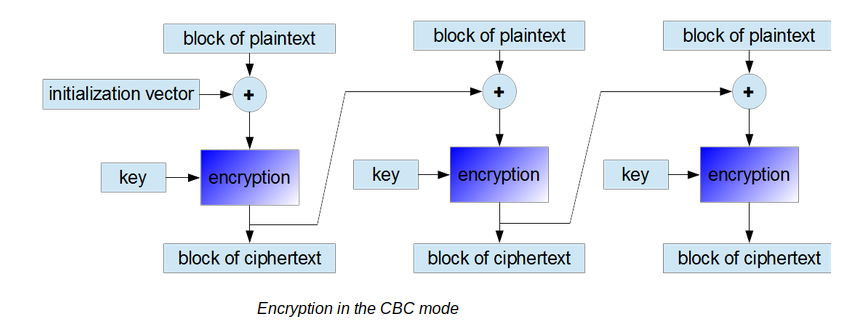 block of plaintext
block of plaintext
block of plaintext
initialization vector
+
+
+
key
encryption
key
encryption
key
encryption
block of ciphertext
block of ciphertext
block of ciphertext
Encryption in the CBC mode